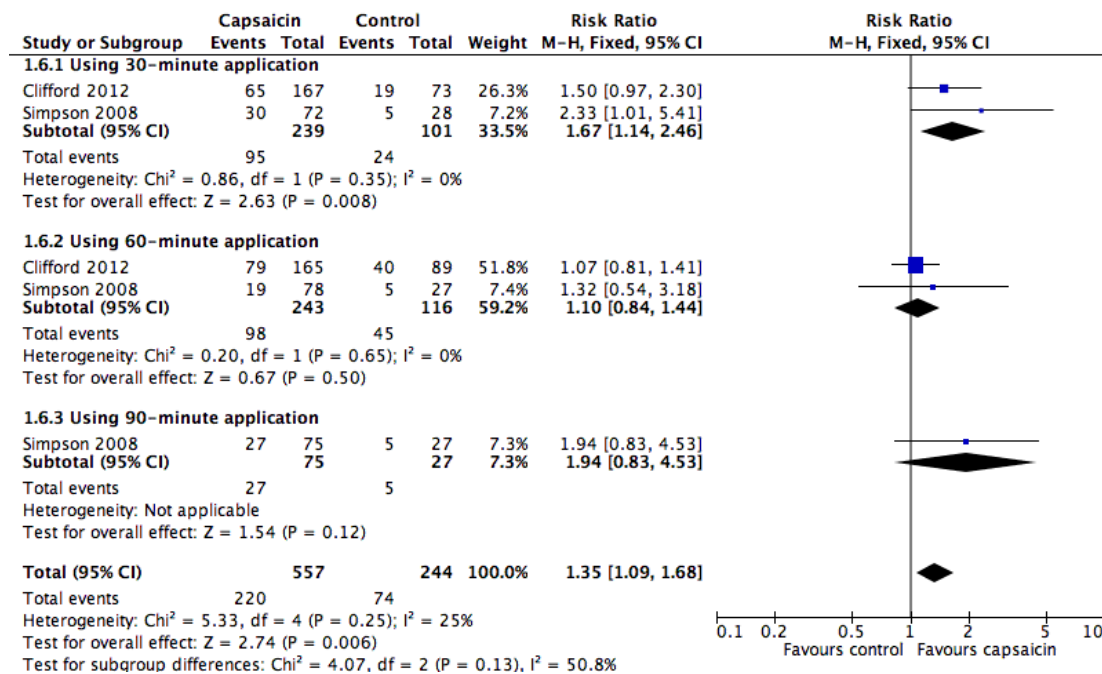 Capsaicin Control Risk Ratio Risk Ratio
Study or Subgroup Events Total Events Total Weight M-H, Fixed, 95% CI M-H, Fixed, 95% CI
1.6.1 Using 30-minute application
Clifford 2012 65 167 19 73 26.3% 1.50 [0.97, 2.30]
Simpson 2008 30 72 5 28 7.2% 2.33 [1.01, 5.41]
Subtotal (95% CI) 239 101 33.5% 1.67 [1.14, 2.46]
Total events 95 24
Heterogeneity: Chi² = 0.86, df = 1 (P = 0.35); I² = 0%
Test for overall effect: Z = 2.63 (P = 0.008)
1.6.2 Using 60-minute application
Clifford 2012 79 165 40 89 51.8% 1.07 [0.81, 1.41]
Simpson 2008 19 78 5 27 7.4% 1.32 [0.54, 3.18]
Subtotal (95% CI) 243 116 59.2% 1.10 [0.84, 1.44]
Total events 98 45
Heterogeneity: Chi² = 0.20, df = 1 (P = 0.65); I² = 0%
Test for overall effect: Z = 0.67 (P = 0.50)
1.6.3 Using 90-minute application
Simpson 2008 27 75 5 27 7.3% 1.94 [0.83, 4.53]
Subtotal (95% CI) 75 27 7.3% 1.94 [0.83, 4.53]
Total events 27 5
Heterogeneity: Not applicable
Test for overall effect: Z = 1.54 (P = 0.12)
Total (95% CI) 557 244 100.0% 1.35 [1.09, 1.68]
Total events 220 74
Heterogeneity: Chi² = 5.33, df = 4 (P = 0.25); I² = 25%
Test for overall effect: Z = 2.74 (P = 0.006)
Test for subgroup differences: Chi² = 4.07, df = 2 (P = 0.13), I² = 50.8%
0.1 0.2 0.5 1 2 5 10
Favours control Favours capsaicin